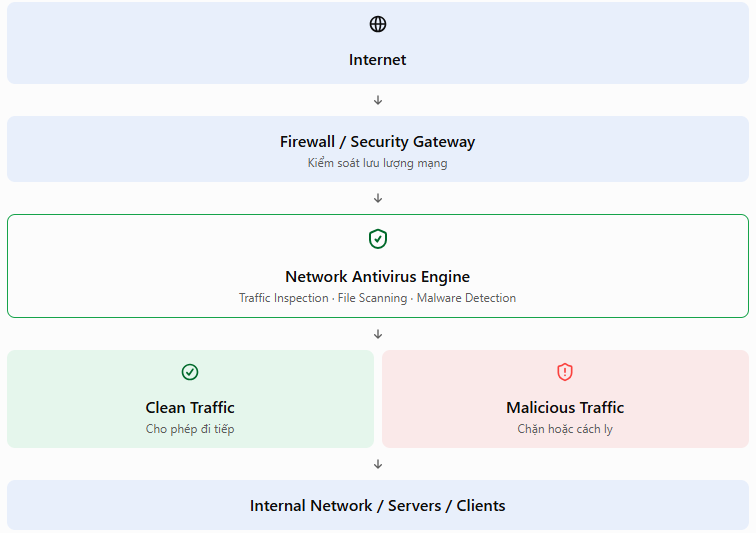 Internet
Firewall / Security Gateway
Kiểm soát lưu lượng mạng
Network Antivirus Engine
Traffic Inspection · File Scanning · Malware Detection
Clean Traffic
Cho phép đi tiếp
Malicious Traffic
Chặn hoặc cách ly
Internal Network / Servers / Clients